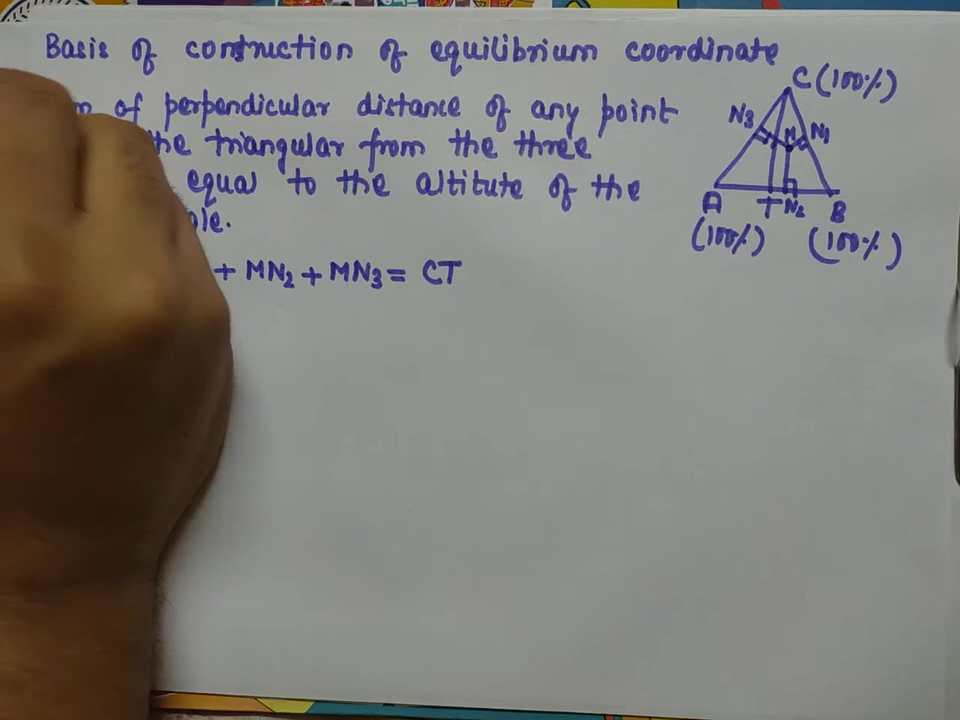 Basis of construction of equilibrium coordinate
of perpendicular distance of any point
the triangular from the three
equal to the altitute of the
+ MN2 + MN3 = CT
C (100%)
N3
M
N1
A
T
N2
B
(100%)
(100%)